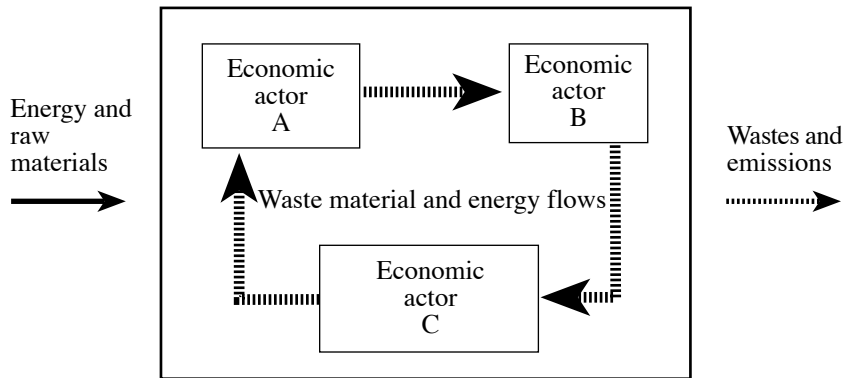 Energy and
raw
materials
Economic
actor
A
Economic
actor
B
Waste material and energy flows
Economic
actor
C
Wastes and
emissions